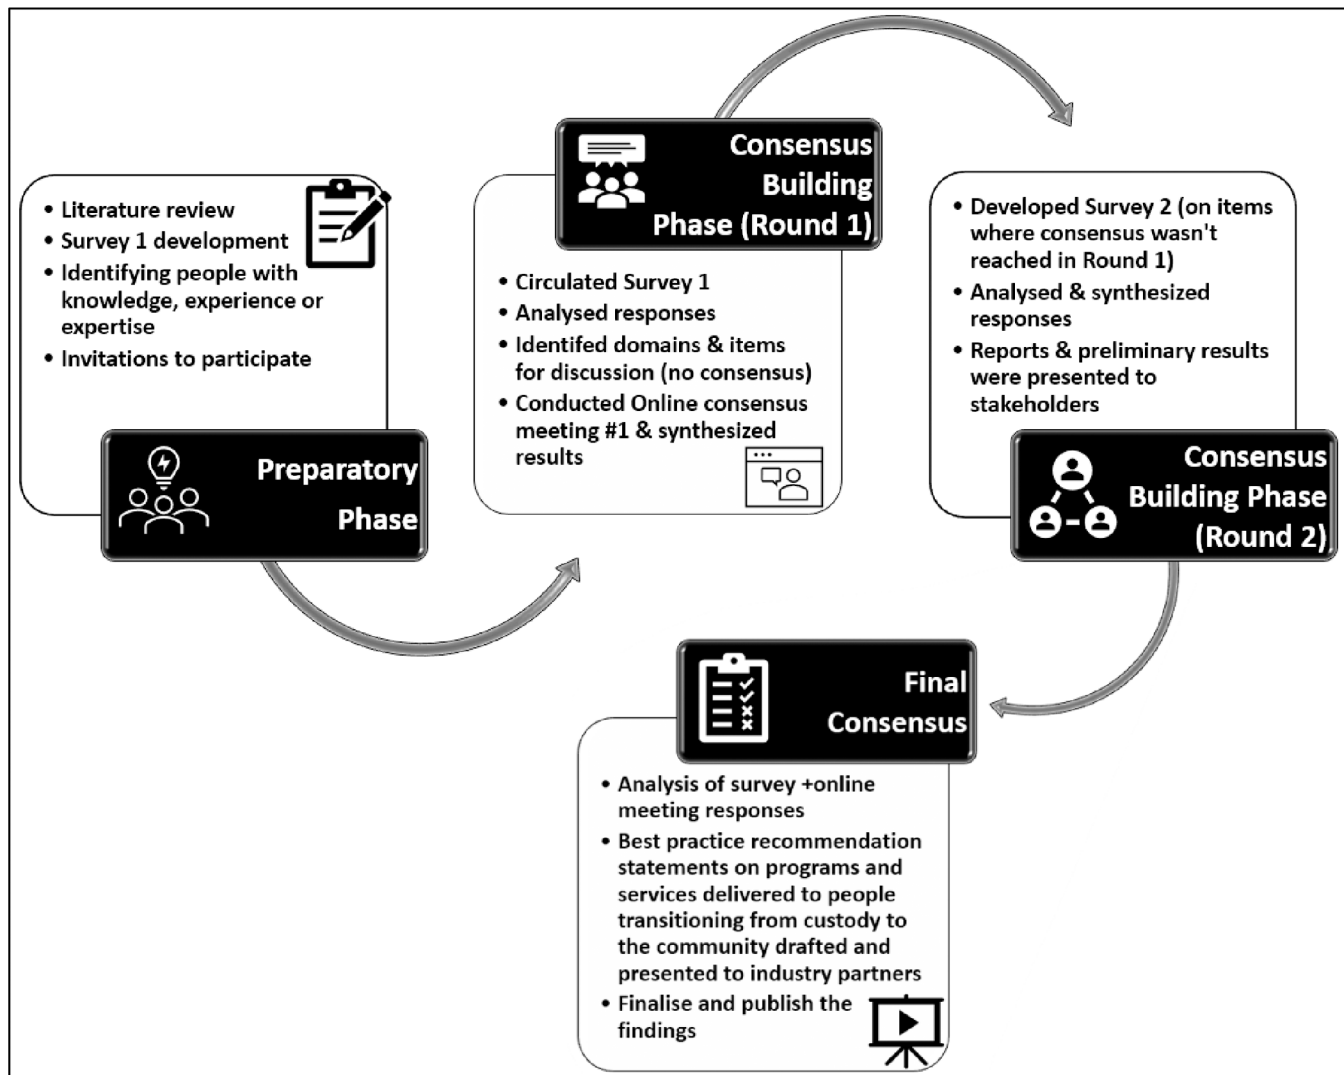 • Literature review
• Survey 1 development
• Identifying people with
knowledge, experience or
expertise
• Invitations to participate
Preparatory
Phase
Consensus
Building
Phase (Round 1)
• Circulated Survey 1
• Analysed responses
• Identifed domains & items
for discussion (no consensus)
• Conducted Online consensus
meeting #1 & synthesized
results
• Developed Survey 2 (on items
where consensus wasn't
reached in Round 1)
• Analysed & synthesized
responses
• Reports & preliminary results
were presented to
stakeholders
Consensus
Building Phase
(Round 2)
Final
Consensus
• Analysis of survey +online
meeting responses
• Best practice recommendation
statements on programs and
services delivered to people
transitioning from custody to
the community drafted and
presented to industry partners
• Finalise and publish the
findings